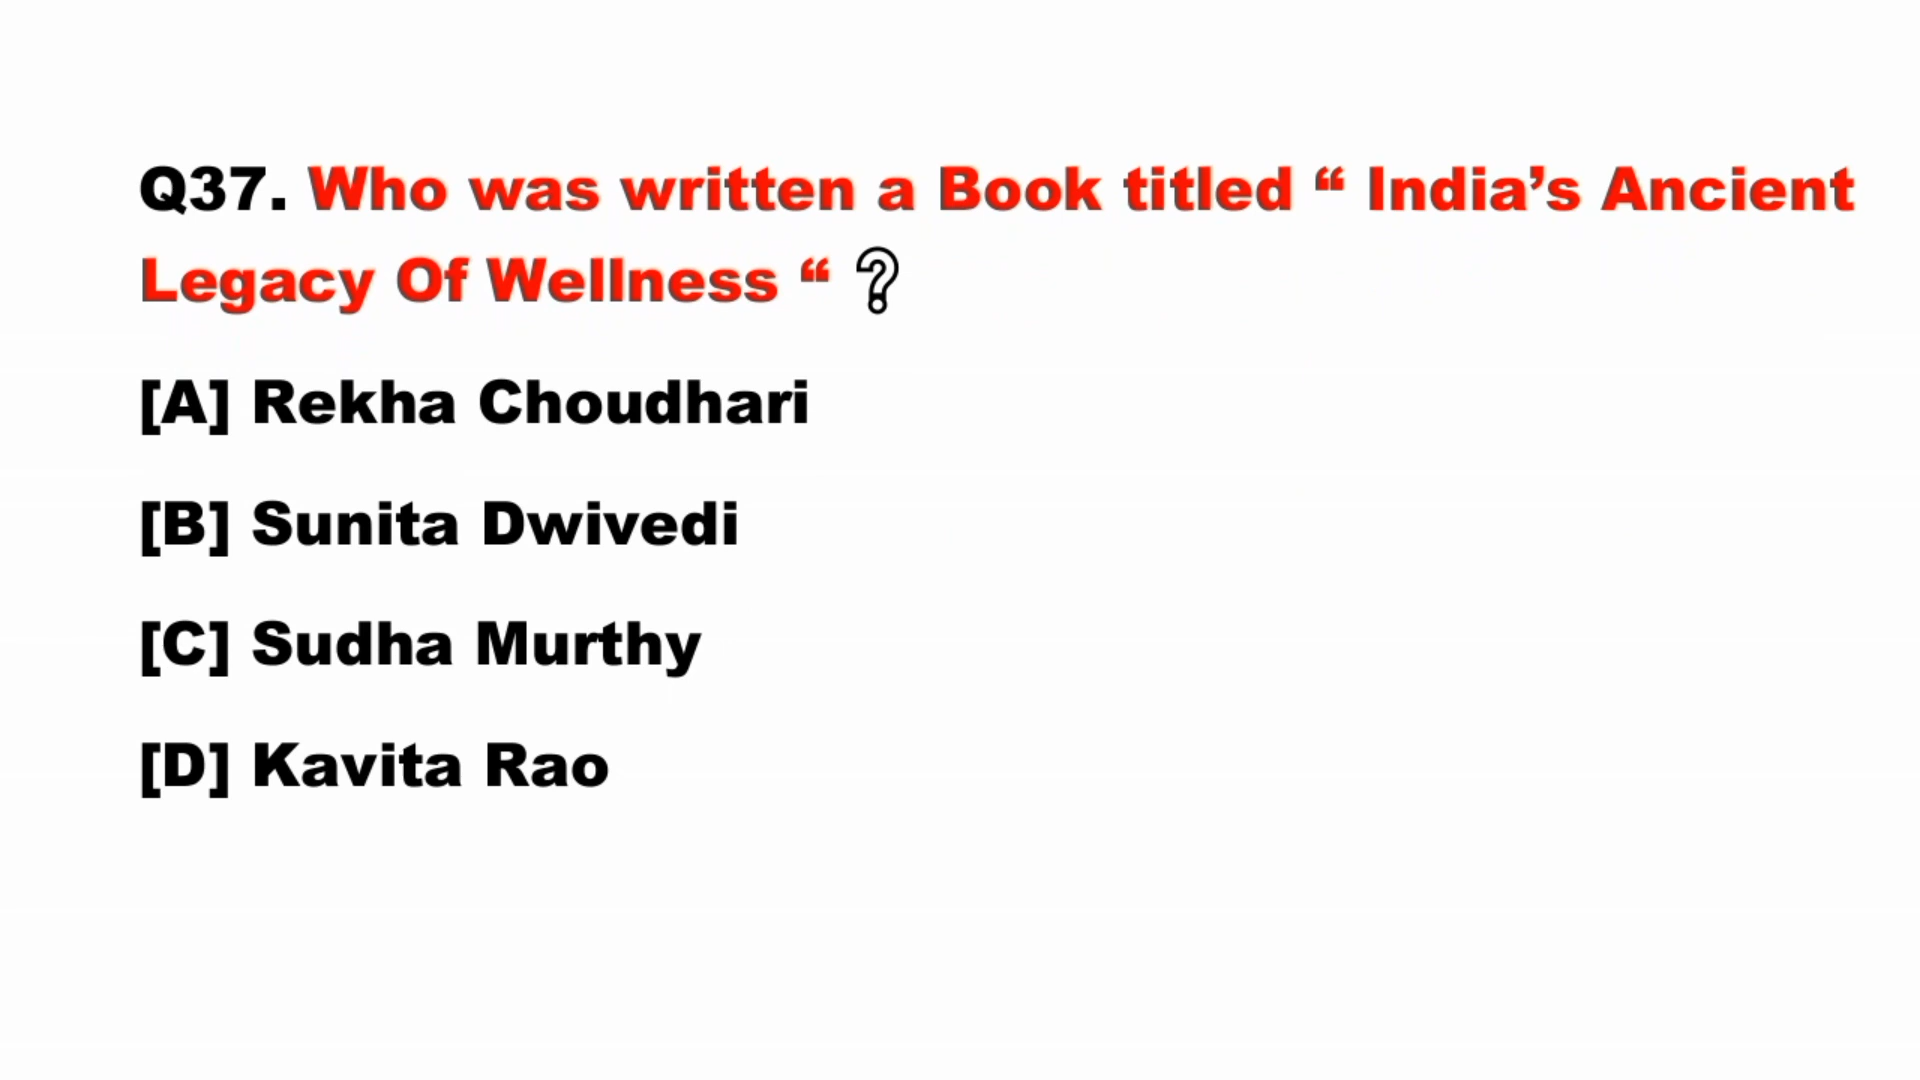 Q37. Who was written a Book titled “ India’s Ancient
Legacy Of Wellness “ ?
[A] Rekha Choudhari
[B] Sunita Dwivedi
[C] Sudha Murthy
[D] Kavita Rao